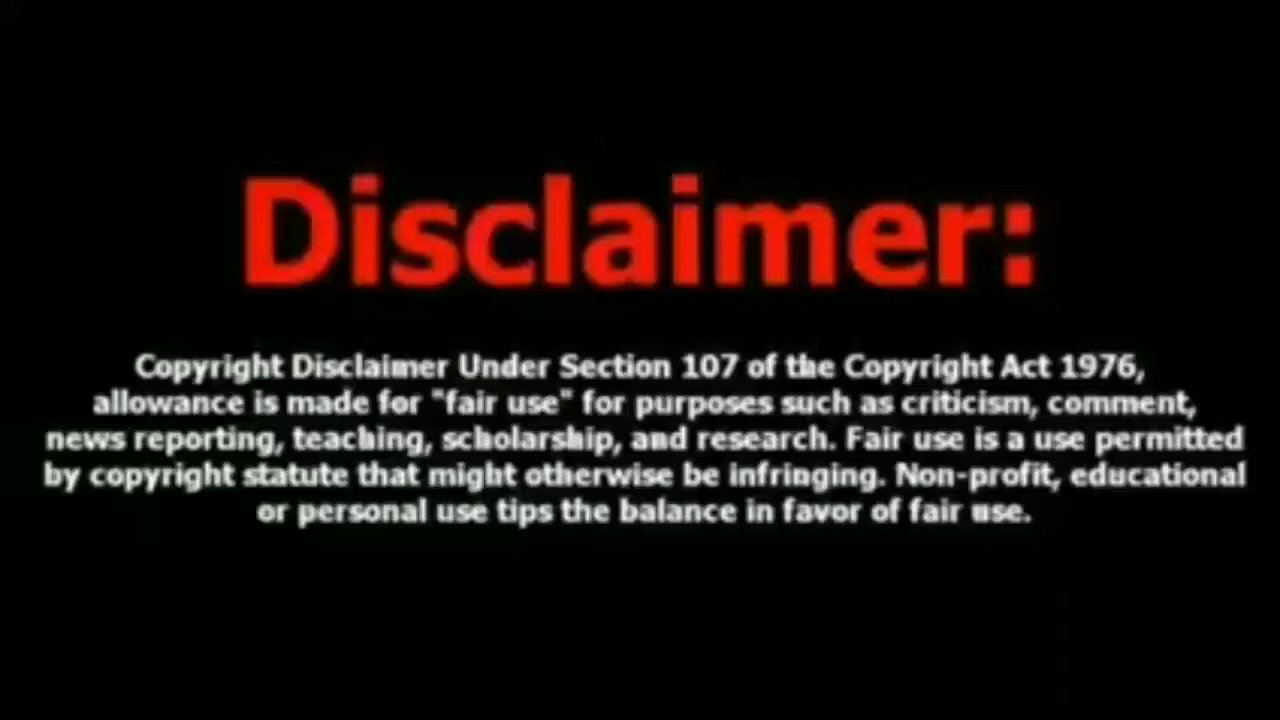 Disclaimer:
Copyright Disclaimer Under Section 107 of the Copyright Act 1976,
allowance is made for "fair use" for purposes such as criticism, comment,
news reporting, teaching, scholarship, and research. Fair use is a use permitted
by copyright statute that might otherwise be infringing. Non-profit, educational
or personal use tips the balance in favor of fair use.